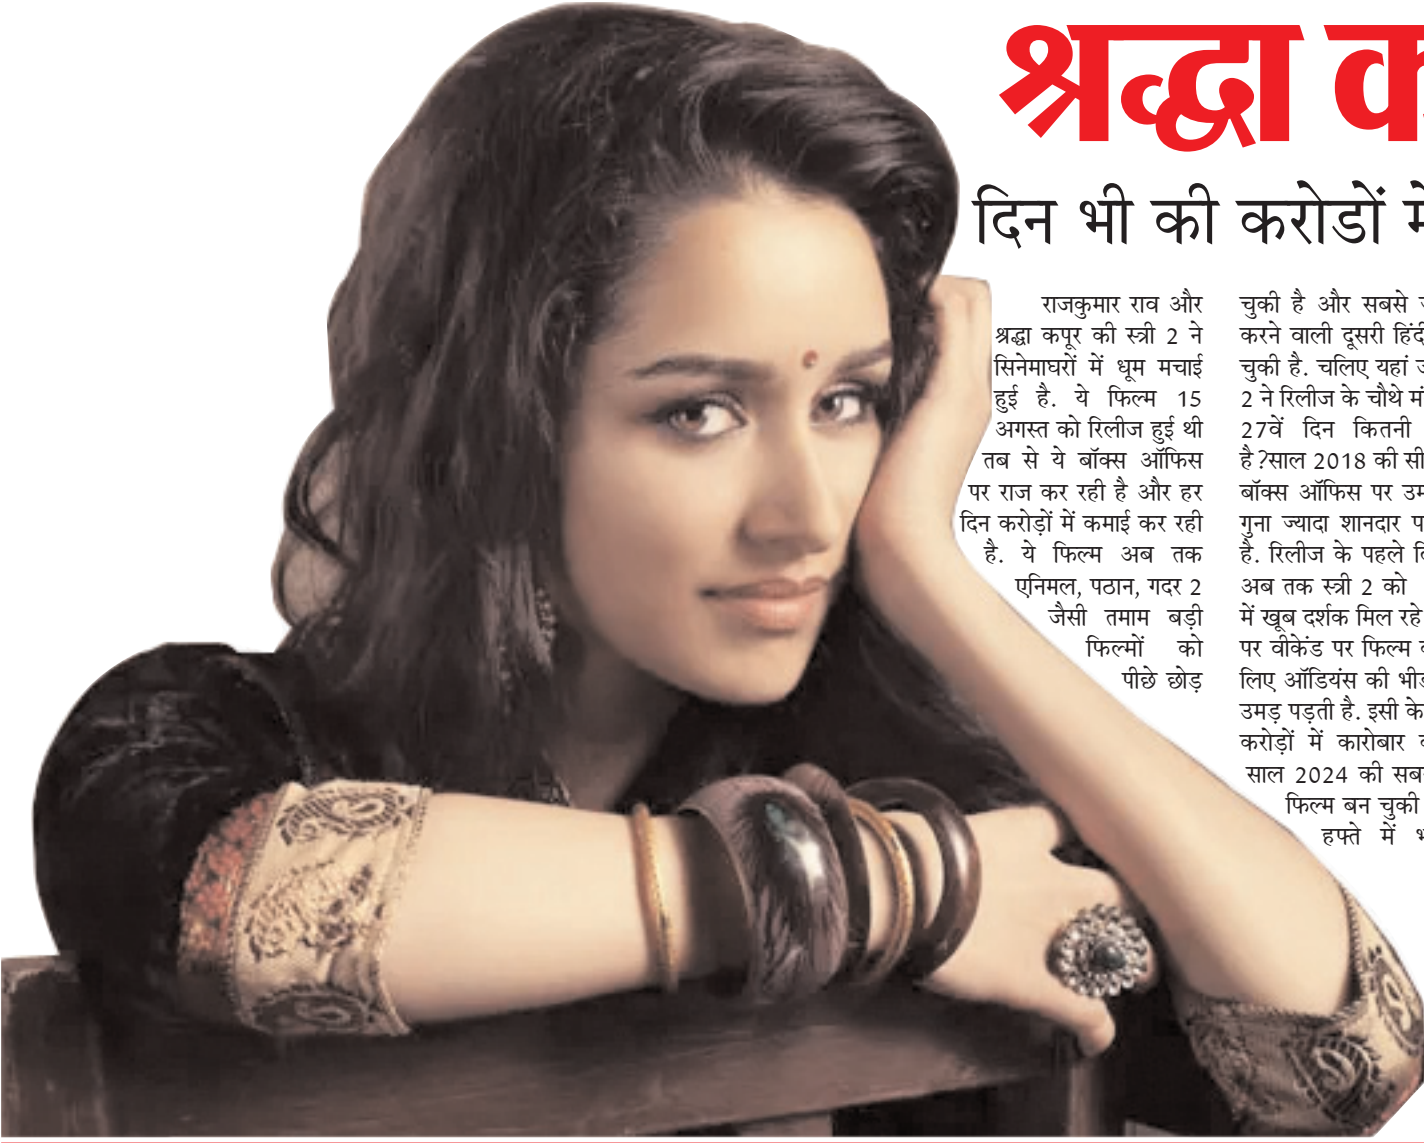 श्रद्धा
दिन भी की करोडों
राजकुमार राव और
श्रद्धा कपूर की स्त्री 2 ने
सिनेमाघरों में धूम मचाई
हुई है. ये फिल्म 15
अगस्त को रिलीज हुई थी
तब से ये बॉक्स ऑफिस
पर राज कर रही है और हर
दिन करोड़ों में कमाई कर रही
है. ये फिल्म अब तक
एनिमल, पठान, गदर 2
जैसी तमाम बड़ी
फिल्मों को
पीछे छोड़
चुकी है और सबसे
करने वाली दूसरी
चुकी है. चलिए यहां
2 ने रिलीज के चौथे
27वें दिन कितनी
है?साल 2018 की
बॉक्स ऑफिस पर
गुना ज्यादा शानदार
है. रिलीज के पहले
अब तक स्त्री 2 को
में खूब दर्शक मिल रहे
पर वीकेंड पर फिल्म
लिए ऑडियंस की
उमड़ पड़ती है. इसी के
करोड़ों में कारोबार
साल 2024 की
फिल्म बन चुकी
हफ्ते में